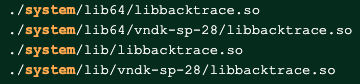 ./system/lib64/libbacktrace.so
./system/lib64/vndk-sp-28/libbacktrace.so
./system/lib/libbacktrace.so
./system/lib/vndk-sp-28/libbacktrace.so